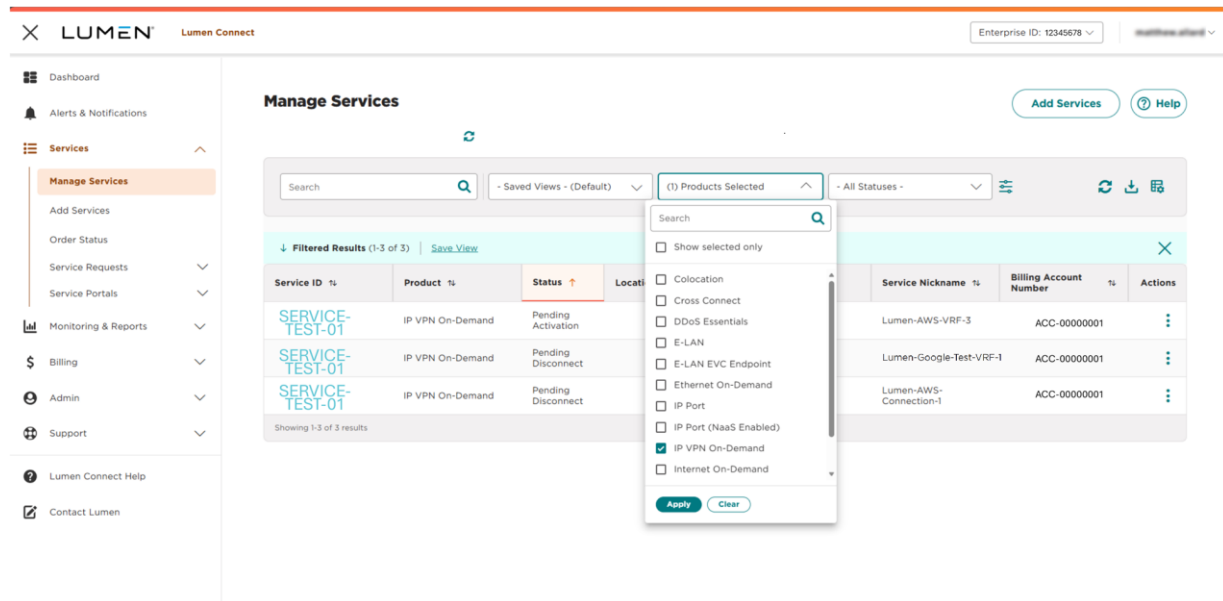 LUMEN
Lumen Connect
Enterprise ID: 12345678
Dashboard
Alerts & Notifications
Services
Manage Services
Add Services
Order Status
Service Requests
Service Portals
Monitoring & Reports
Billing
Admin
Support
Lumen Connect Help
Contact Lumen
Manage Services
Add Services
Help
Search
- Saved Views - (Default)
(1) Products Selected
- All Statuses -
Filtered Results (1-3 of 3)
Save View
Search
Show selected only
Colocation
Cross Connect
DDoS Essentials
E-LAN
E-LAN EVC Endpoint
Ethernet On-Demand
IP Port
IP Port (NaaS Enabled)
IP VPN On-Demand
Internet On-Demand
Apply
Clear
Service ID
Product
Status
Locati
Service Nickname
Billing Account
Number
Actions
SERVICE-
TEST-01
IP VPN On-Demand
Pending
Activation
Lumen-AWS-VRF-3
ACC-00000001
SERVICE-
TEST-01
IP VPN On-Demand
Pending
Disconnect
Lumen-Google-Test-VRF-1
ACC-00000001
SERVICE-
TEST-01
IP VPN On-Demand
Pending
Disconnect
Lumen-AWS-
Connection-1
ACC-00000001
Showing 1-3 of 3 results